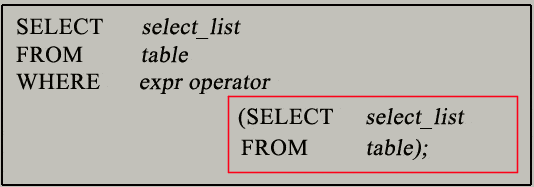 SELECT select_list
FROM table
WHERE expr operator
(SELECT select_list
FROM table);